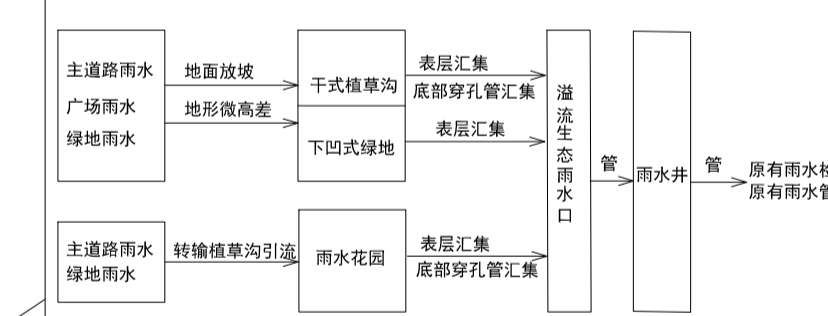 主道路雨水
广场雨水
绿地雨水
地面放坡
地形微高差
干式植草沟
下凹式绿地
表层汇集
底部穿孔管汇集
表层汇集
溢流生态雨水口
管
雨水井
管
原有雨水检
原有雨水管
主道路雨水
绿地雨水
转输植草沟引流
雨水花园
表层汇集
底部穿孔管汇集